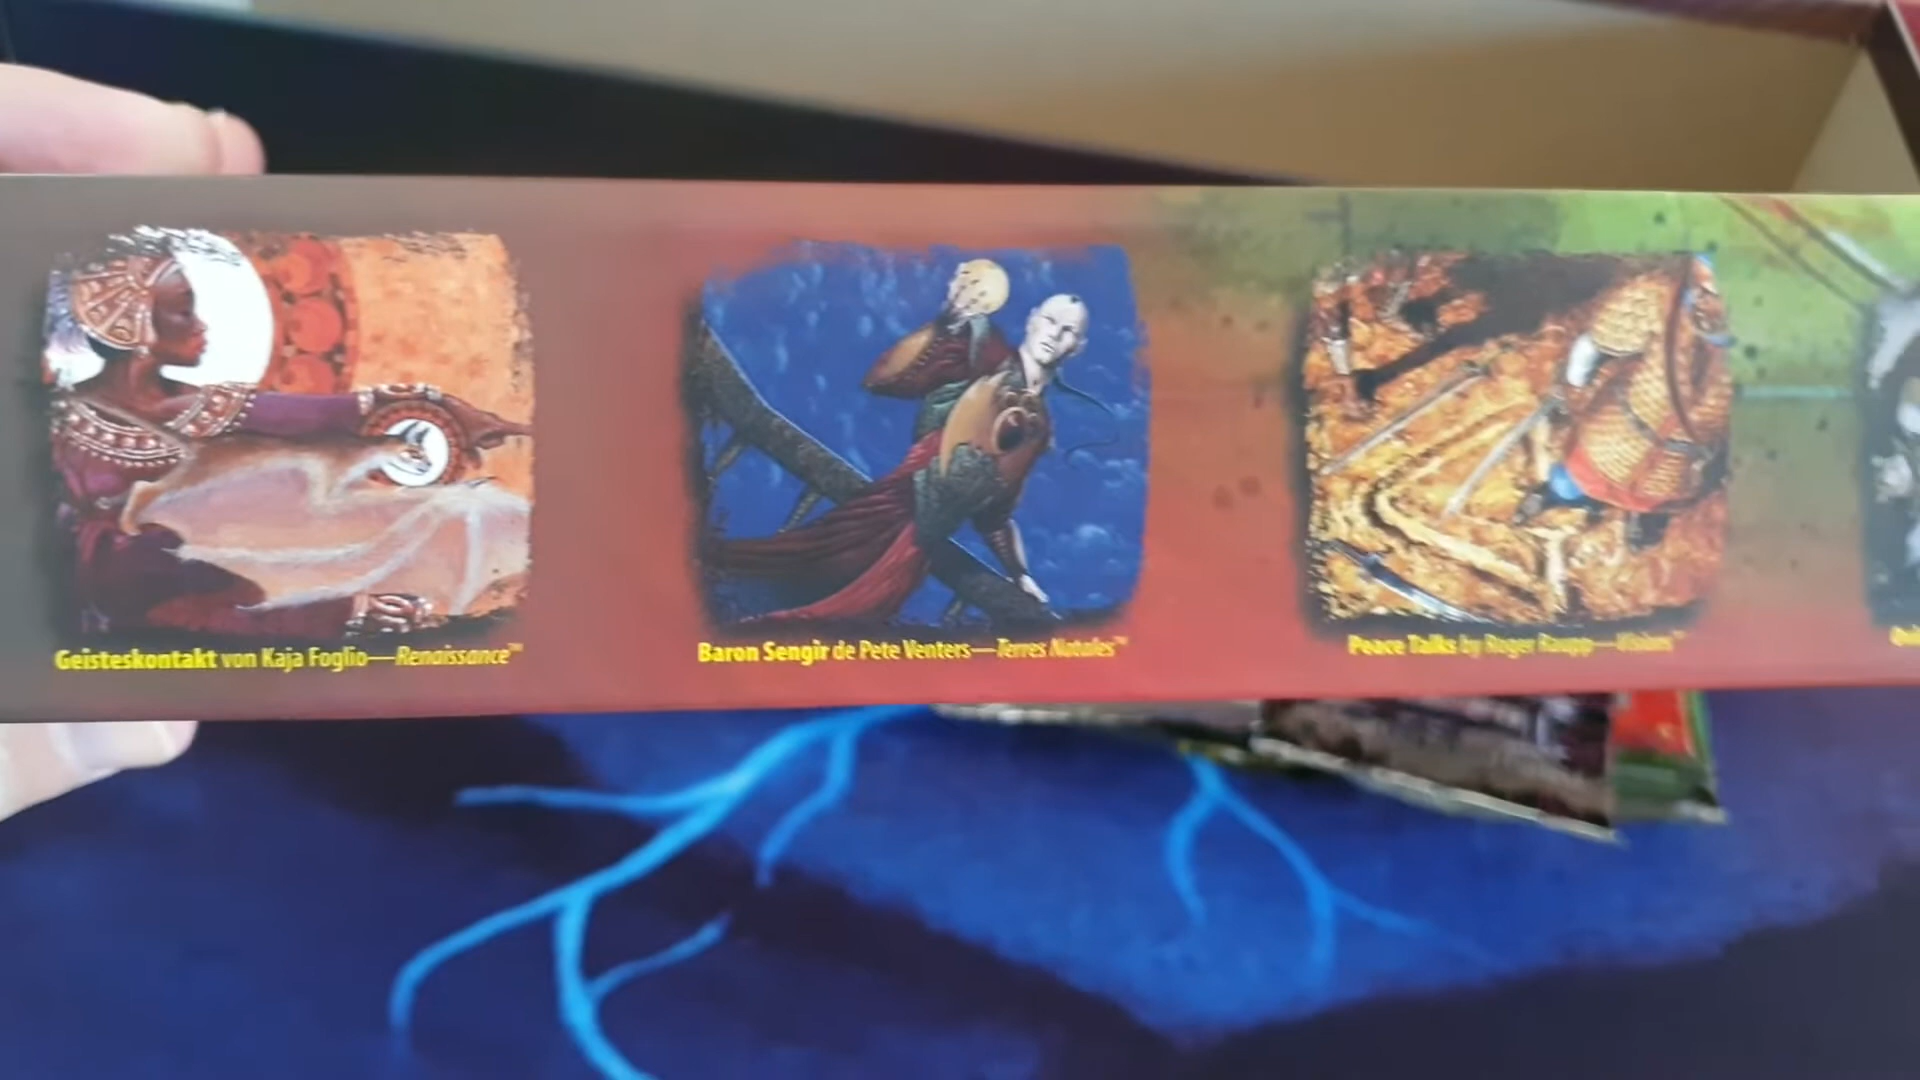 Geisteskontakt von Kaja Foglio—Renaissance™
Baron Sengir de Pete Venters—Terres Natales™
Peace Talks by Roger Raupp—Visions™